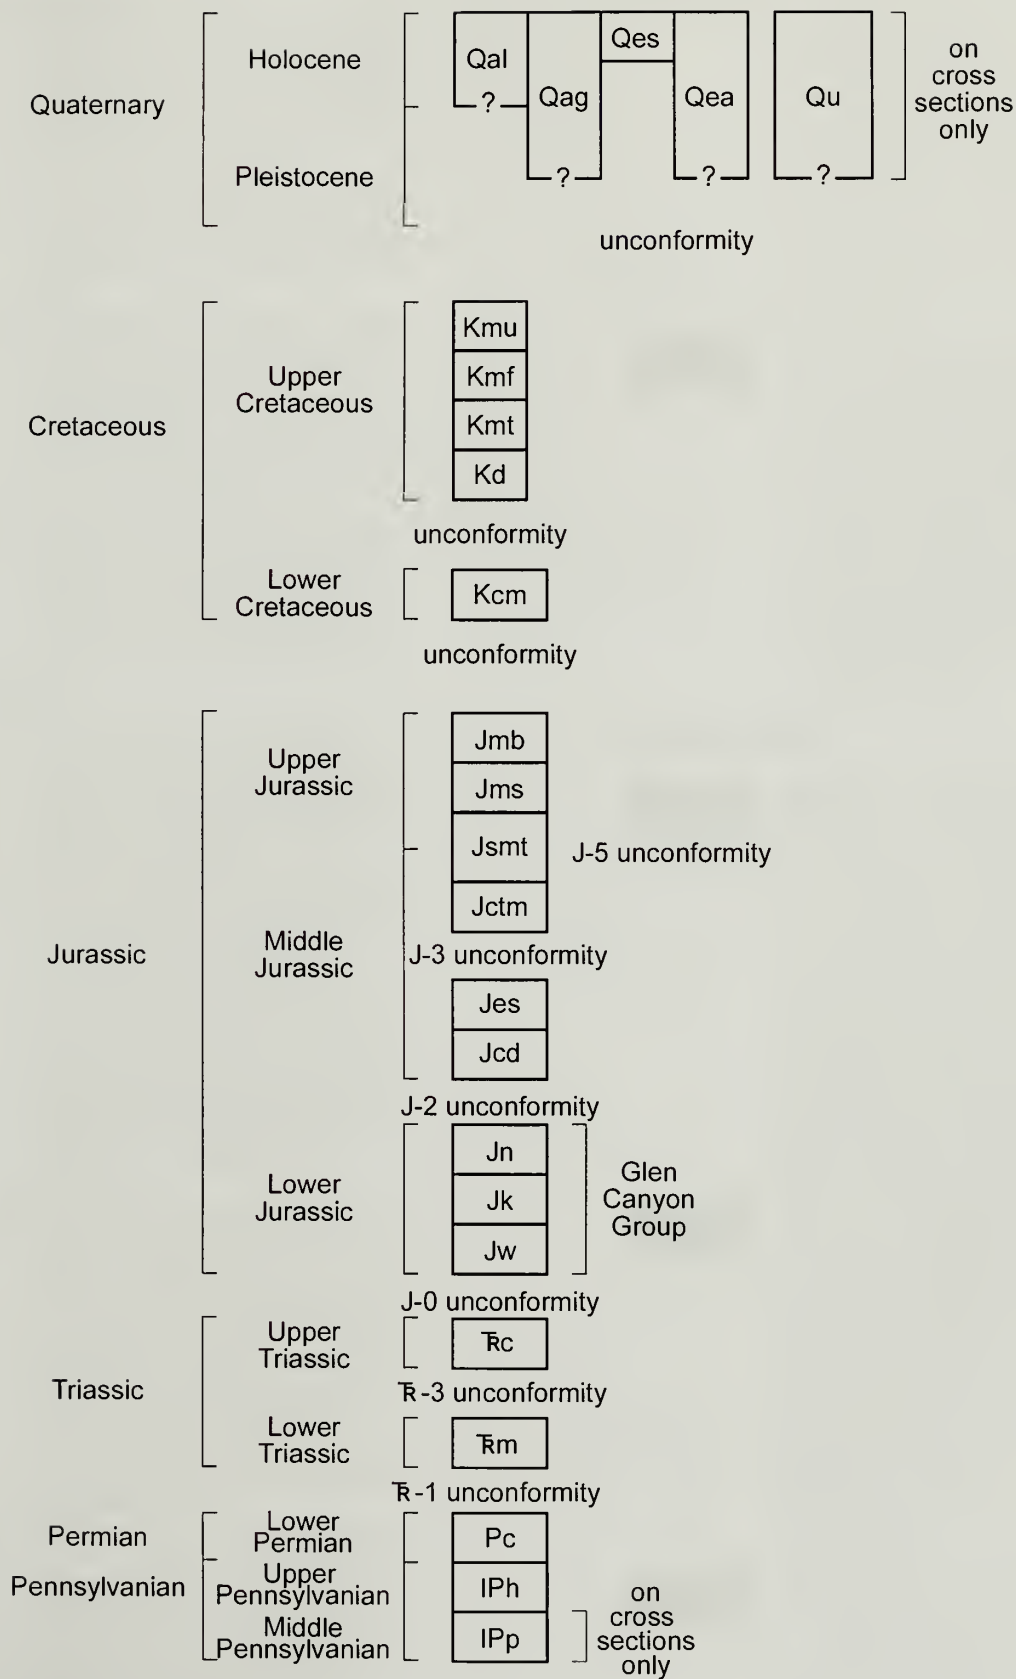 Quaternary
Holocene
Pleistocene
Qal
?
Qag
?
Qes
Qea
?
Qu
?
on
cross
sections
only
unconformity
Cretaceous
Upper
Cretaceous
Kmu
Kmf
Kmt
Kd
unconformity
Lower
Cretaceous
Kcm
unconformity
Jurassic
Upper
Jurassic
Jmb
Jms
Jsmt
J-5 unconformity
Jctm
Middle
Jurassic
J-3 unconformity
Jes
Jcd
J-2 unconformity
Lower
Jurassic
Jn
Jk
Jw
Glen
Canyon
Group
J-0 unconformity
Triassic
Upper
Triassic
TRc
TR-3 unconformity
Lower
Triassic
TRm
TR-1 unconformity
Permian
Lower
Permian
Pc
Pennsylvanian
Upper
Pennsylvanian
IPh
Middle
Pennsylvanian
IPp
on
cross
sections
only